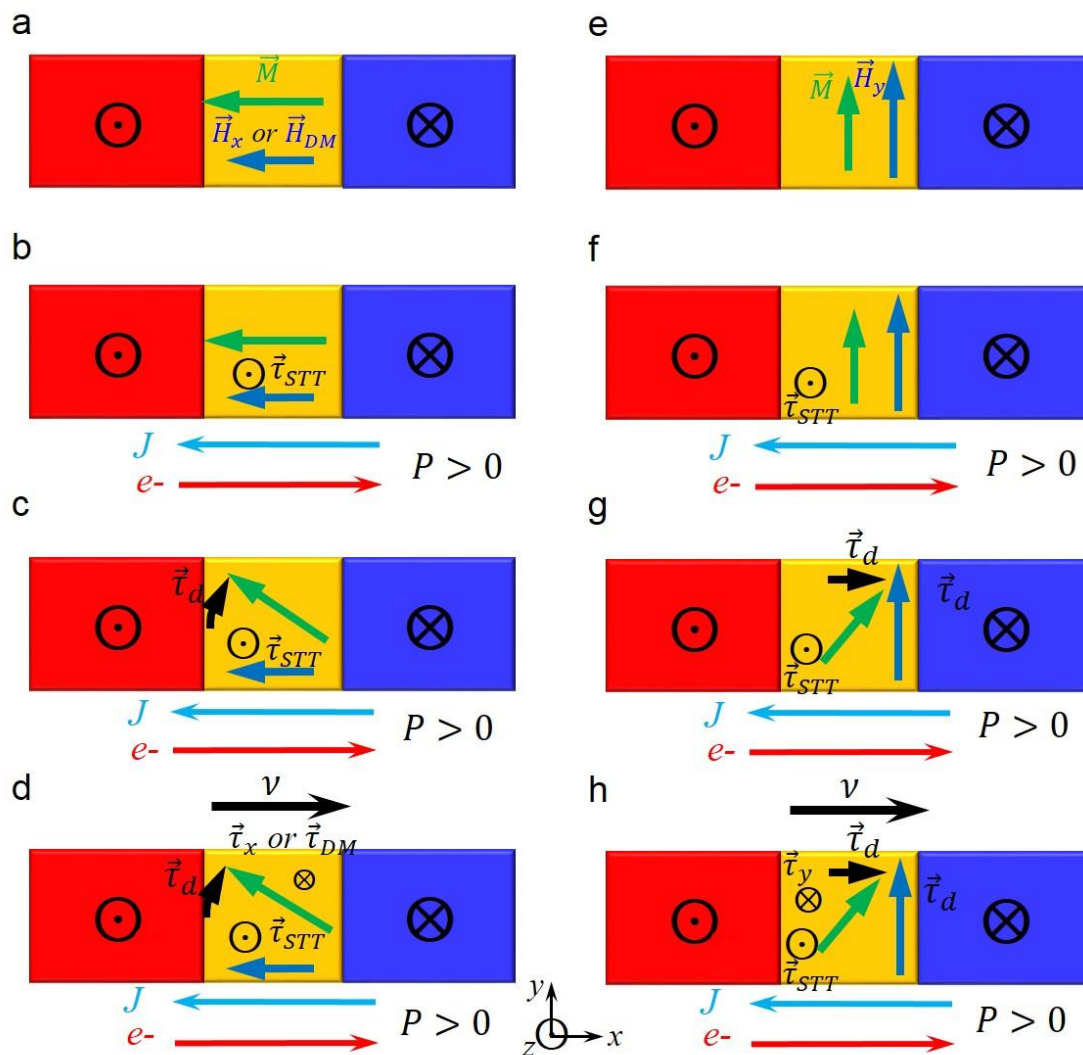 a
M⃗
H⃗x or H⃗DM
e
M⃗
H⃗y
b
τ⃗STT
J
e-
P > 0
f
τ⃗STT
J
e-
P > 0
c
τ⃗d
τ⃗STT
J
e-
P > 0
g
τ⃗d
τ⃗d
τ⃗STT
J
e-
P > 0
d
ν
τ⃗x or τ⃗DM
τ⃗d
τ⃗STT
J
e-
P > 0
y
z
x
h
ν
τ⃗d
τ⃗y
τ⃗d
τ⃗STT
J
e-
P > 0